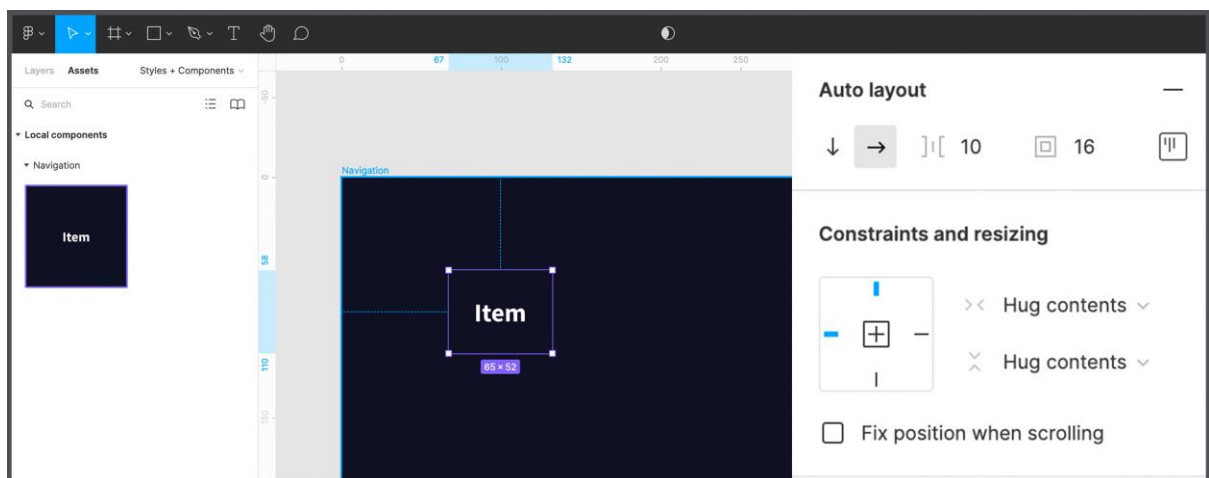 T
0 67 100 132 200 250
Layers Assets Styles + Components
-50
Search
Local components
Navigation
Item
Navigation
0
58
Item
110
65 × 52
150
Auto layout
10 16
Constraints and resizing
Hug contents
Hug contents
Fix position when scrolling